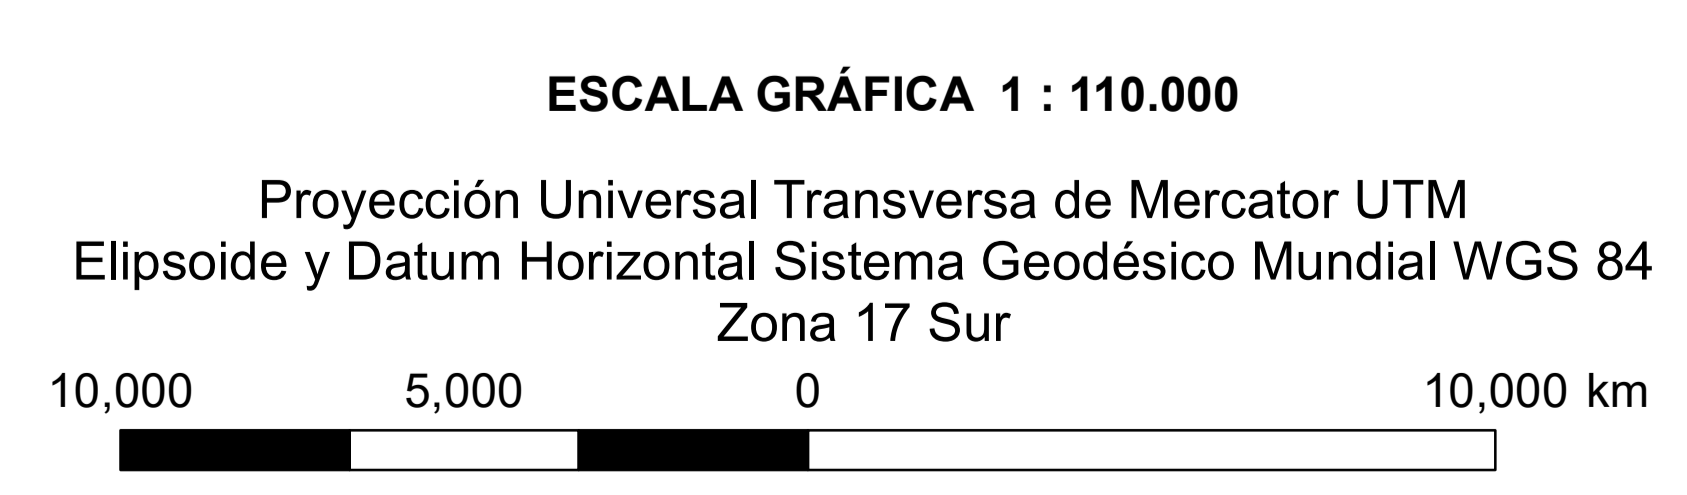 ESCALA GRÁFICA 1 : 110.000
Proyección Universal Transversa de Mercator UTM
Elipsoide y Datum Horizontal Sistema Geodésico Mundial WGS 84
Zona 17 Sur
10,000 5,000 0 10,000 km